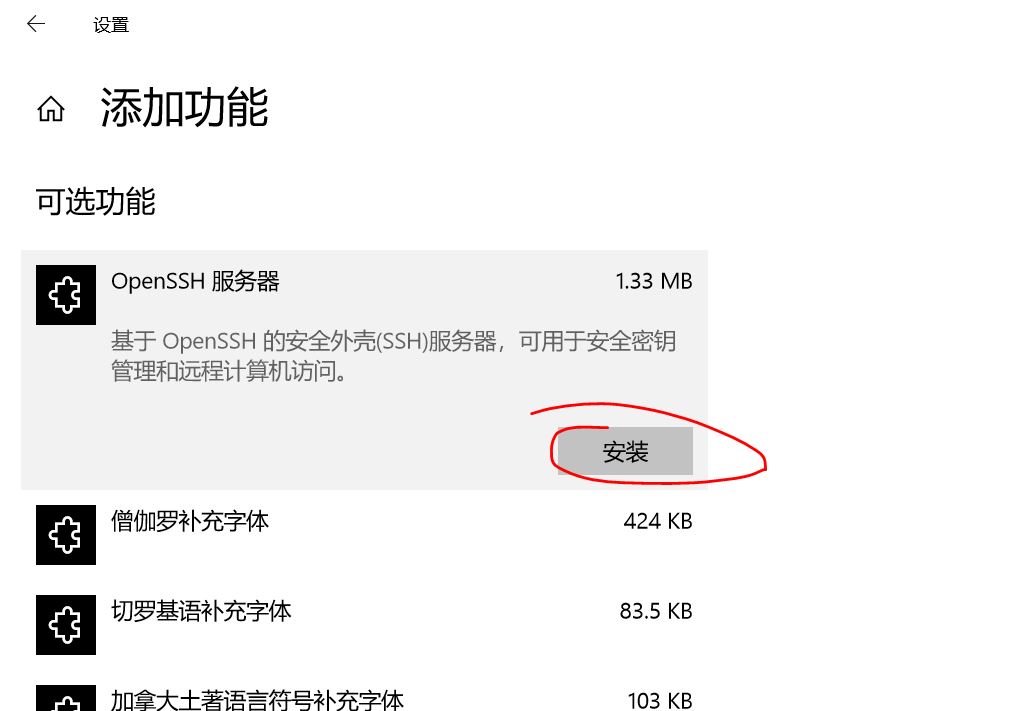 设置
添加功能
可选功能
OpenSSH 服务器 1.33 MB
基于 OpenSSH 的安全外壳(SSH)服务器，可用于安全密钥
管理和远程计算机访问。
安装
僧伽罗补充字体 424 KB
切罗基语补充字体 83.5 KB
加拿大土著语言符号补充字体 103 KB